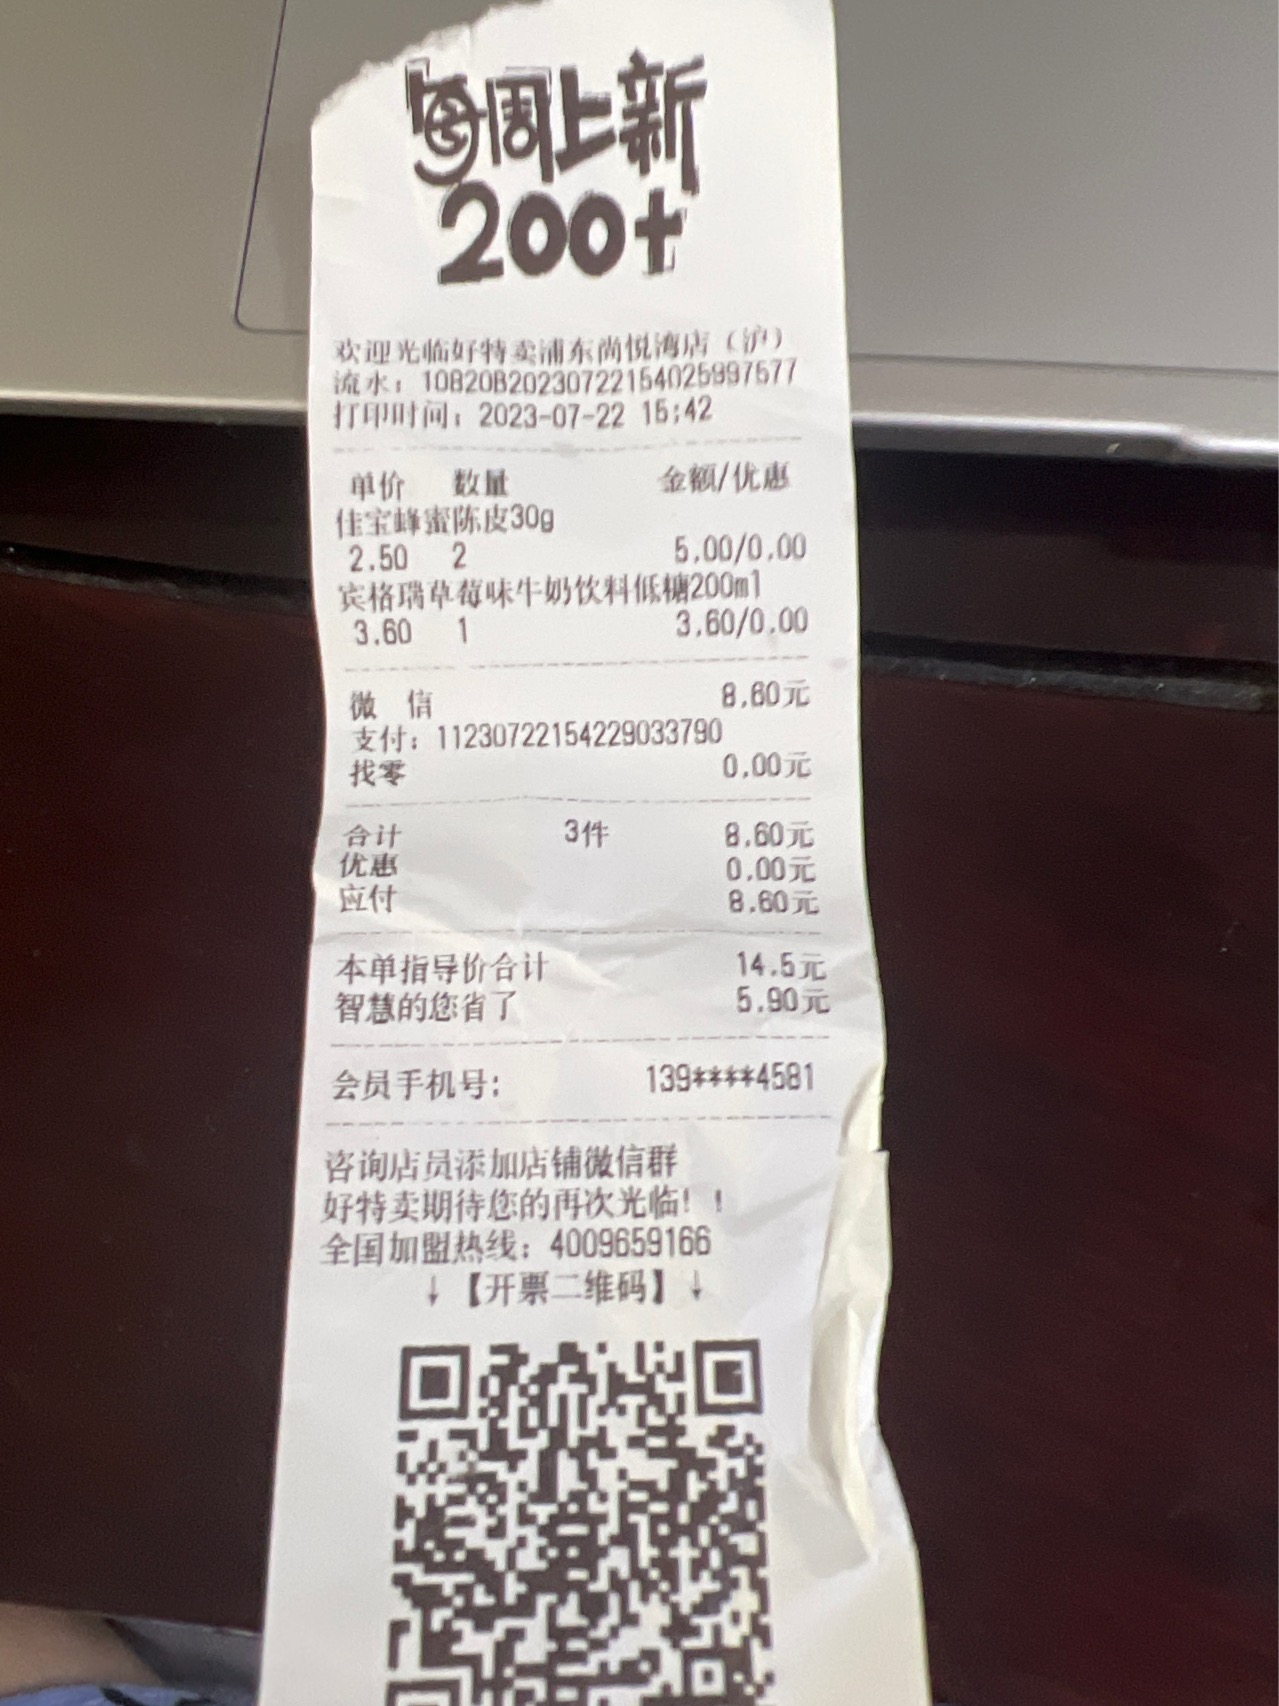 每周上新
200+
欢迎光临好特卖浦东尚悦湾店（沪）
流水：10820B20230722154025997577
打印时间：2023-07-22 15:42
单价 数量 金额/优惠
佳宝蜂蜜陈皮30g
2.50 2 5.00/0.00
宾格瑞草莓味牛奶饮料低糖200ml
3.60 1 3.60/0.00
微 信 8.60元
支付：11230722154229033790
找零 0.00元
合计 3件 8.60元
优惠 0.00元
应付 8.60元
本单指导价合计 14.5元
智慧的您省了 5.90元
会员手机号: 139****4581
咨询店员添加店铺微信群
好特卖期待您的再次光临！！
全国加盟热线：4009659166
↓【开票二维码】↓